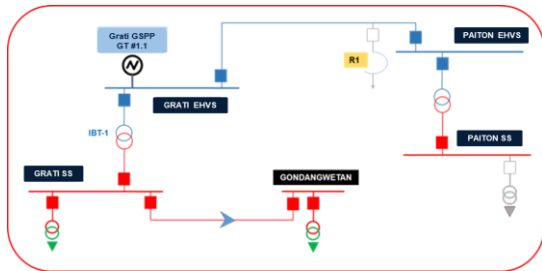 Grati GSPP
GT #1.1
PAITON EHVS
R1
GRATI EHVS
IBT-1
PAITON SS
GRATI SS
GONDANGWETAN